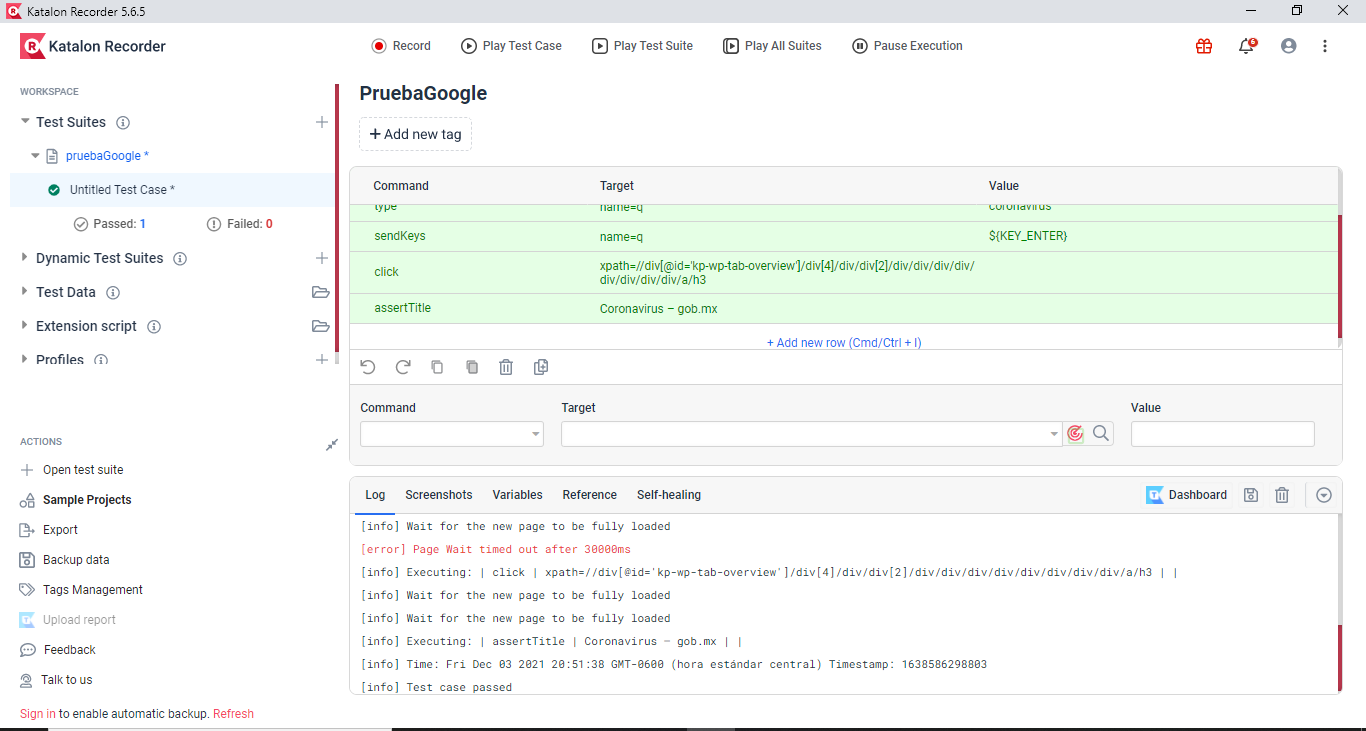 Katalon Recorder 5.6.5
Katalon Recorder
Record
Play Test Case
Play Test Suite
Play All Suites
Pause Execution
6
WORKSPACE
Test Suites
pruebaGoogle *
Untitled Test Case *
Passed: 1
Failed: 0
Dynamic Test Suites
Test Data
Extension script
Profiles
ACTIONS
Open test suite
Sample Projects
Export
Backup data
Tags Management
Upload report
Feedback
Talk to us
Sign in to enable automatic backup. Refresh
PruebaGoogle
+ Add new tag
Command Target Value
type name=q coronavirus
sendKeys name=q ${KEY_ENTER}
click xpath=//div[@id='kp-wp-tab-overview']/div[4]/div/div[2]/div/div/div/div/
div/div/div/div/a/h3
assertTitle Coronavirus – gob.mx
+ Add new row (Cmd/Ctrl + I)
Command Target Value
Log Screenshots Variables Reference Self-healing Dashboard
[info] Wait for the new page to be fully loaded
[error] Page Wait timed out after 30000ms
[info] Executing: | click | xpath=//div[@id='kp-wp-tab-overview']/div[4]/div/div[2]/div/div/div/div/div/div/div/div/a/h3 | |
[info] Wait for the new page to be fully loaded
[info] Wait for the new page to be fully loaded
[info] Executing: | assertTitle | Coronavirus – gob.mx | |
[info] Time: Fri Dec 03 2021 20:51:38 GMT-0600 (hora estándar central) Timestamp: 1638586298803
[info] Test case passed